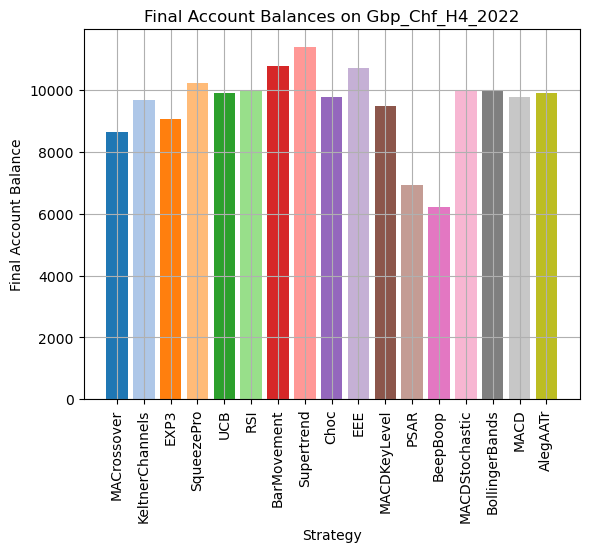 Final Account Balances on Gbp_Chf_H4_2022
Final Account Balance
10000
8000
6000
4000
2000
0
MACrossover
KeltnerChannels
EXP3
SqueezePro
UCB
RSI
BarMovement
Supertrend
Choc
EEE
MACDKeyLevel
PSAR
BeepBoop
MACDStochastic
BollingerBands
MACD
AlegAATr
Strategy